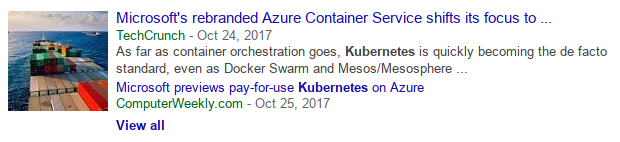 Microsoft's rebranded Azure Container Service shifts its focus to ...
TechCrunch - Oct 24, 2017
As far as container orchestration goes, Kubernetes is quickly becoming the de facto
standard, even as Docker Swarm and Mesos/Mesosphere ...
Microsoft previews pay-for-use Kubernetes on Azure
ComputerWeekly.com - Oct 25, 2017
View all